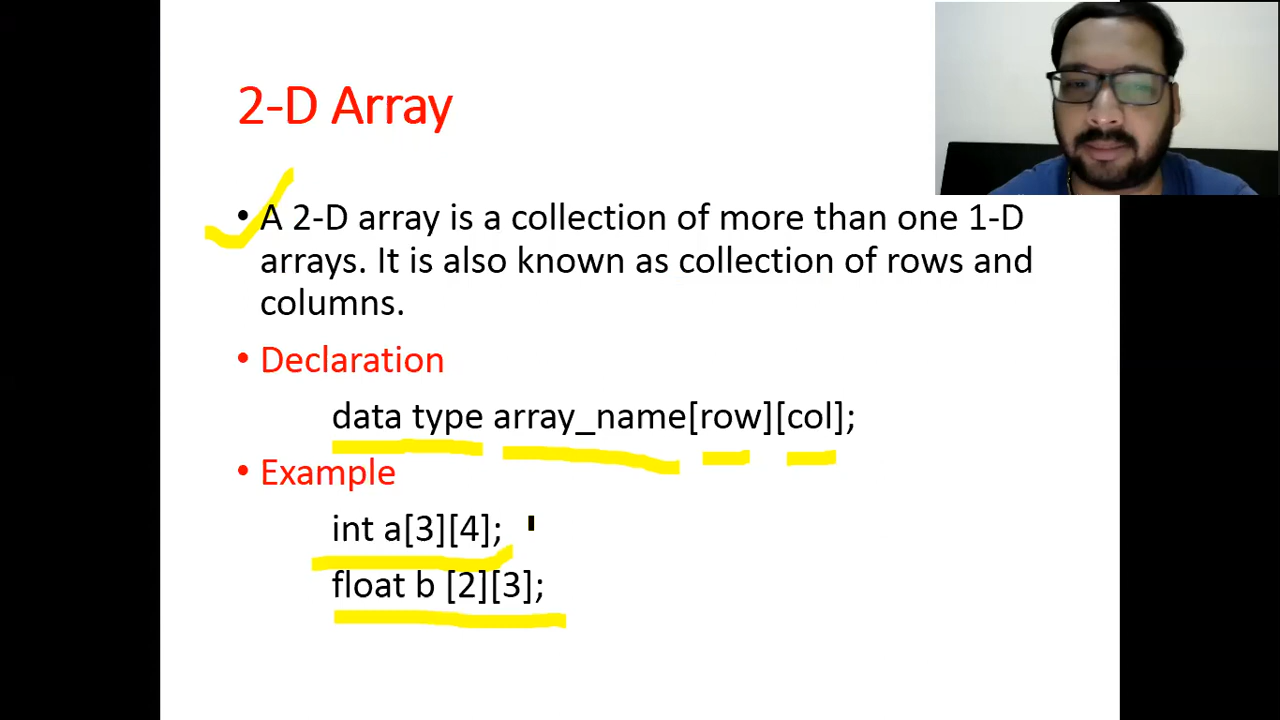 2-D Array
• A 2-D array is a collection of more than one 1-D
arrays. It is also known as collection of rows and
columns.
• Declaration
data type array_name[row][col];
• Example
int a[3][4];
float b [2][3];